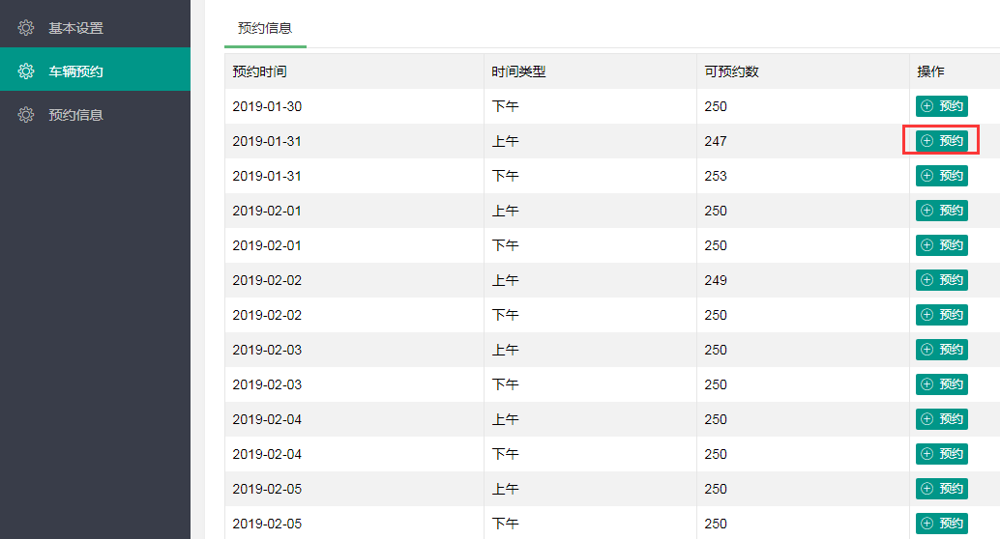 基本设置
车辆预约
预约信息
预约信息
预约时间 时间类型 可预约数 操作
2019-01-30 下午 250 预约
2019-01-31 上午 247 预约
2019-01-31 下午 253 预约
2019-02-01 上午 250 预约
2019-02-01 下午 250 预约
2019-02-02 上午 249 预约
2019-02-02 下午 250 预约
2019-02-03 上午 250 预约
2019-02-03 下午 250 预约
2019-02-04 上午 250 预约
2019-02-04 下午 250 预约
2019-02-05 上午 250 预约
2019-02-05 下午 250 预约